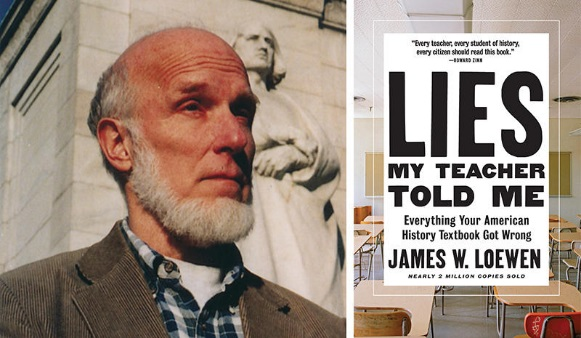 "Every teacher, every student of history,
every citizen should read this book."
—HOWARD ZINN
LIES
MY TEACHER
TOLD ME
Everything Your American
History Textbook Got Wrong
JAMES W. LOEWEN
NEARLY 2 MILLION COPIES SOLD